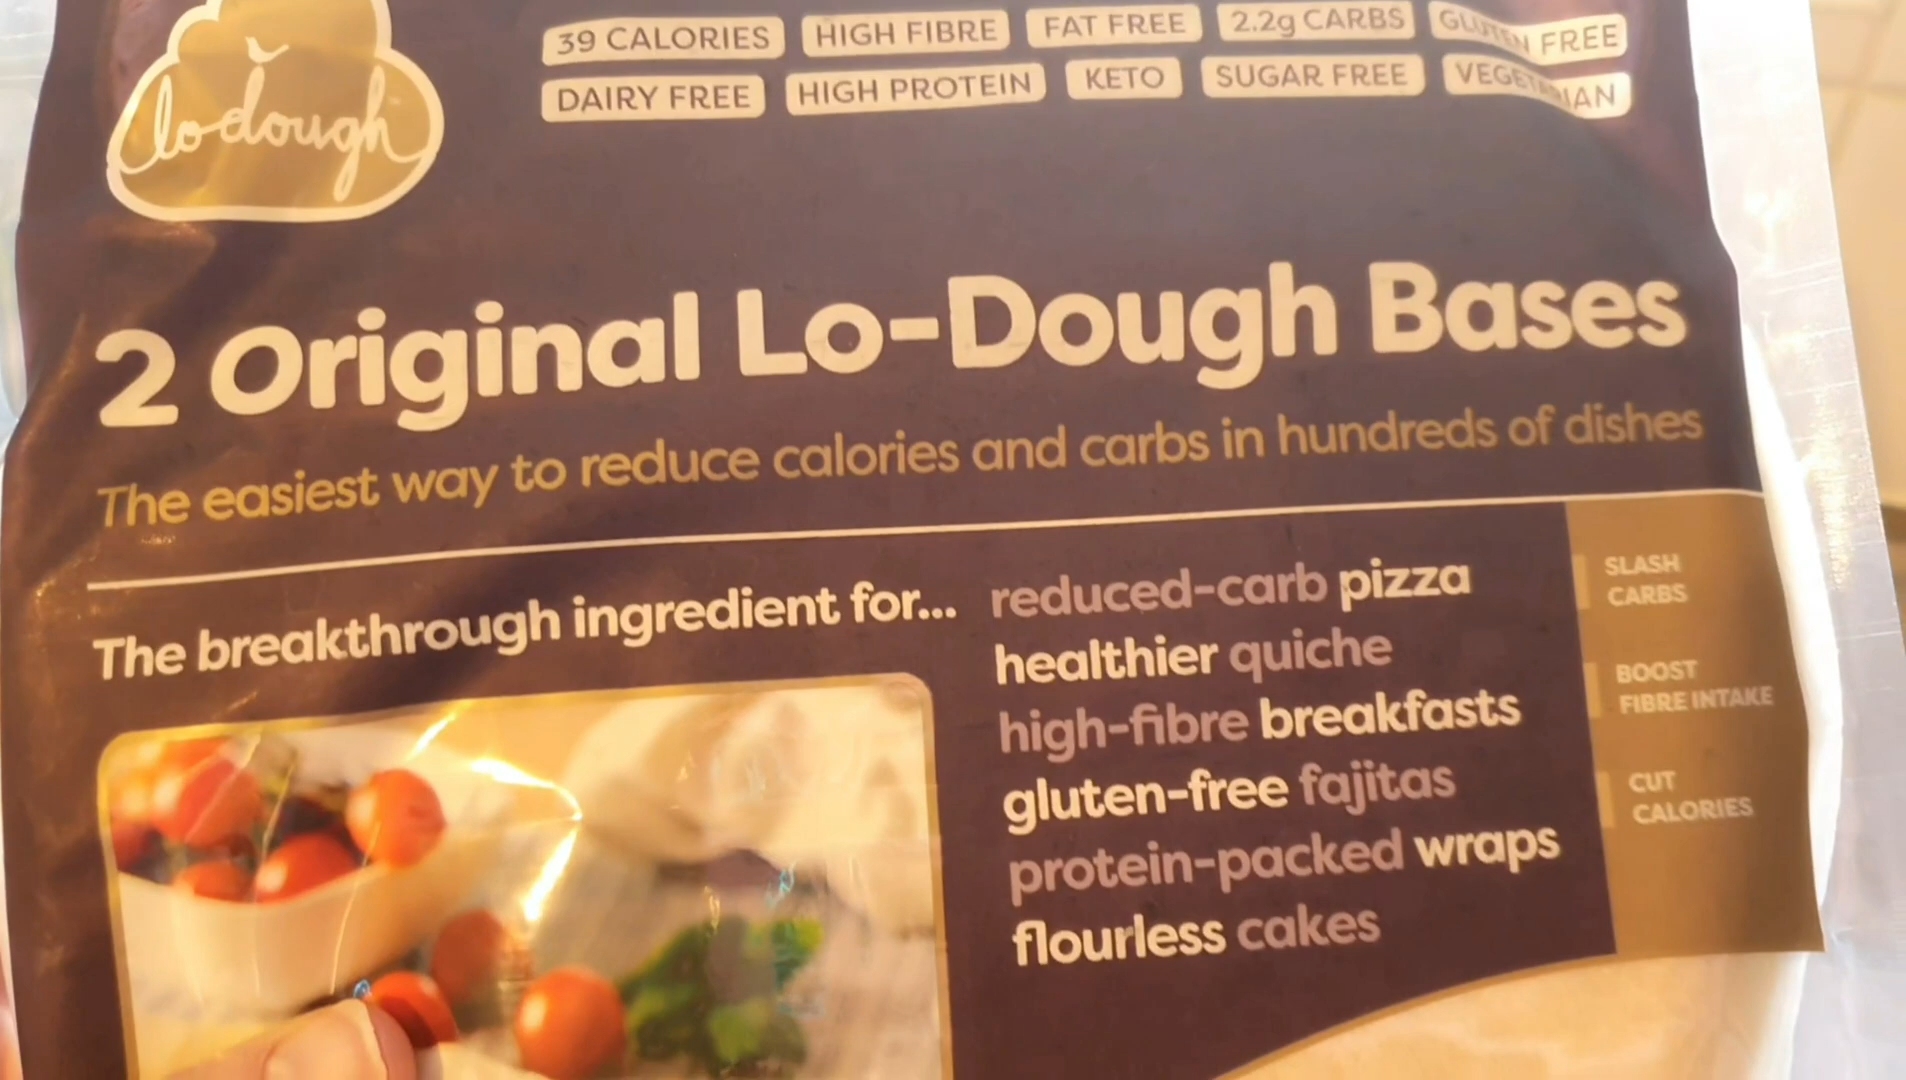 lo-dough
39 CALORIES HIGH FIBRE FAT FREE 2.2g CARBS GLUTEN FREE
DAIRY FREE HIGH PROTEIN KETO SUGAR FREE VEGETARIAN
2 Original Lo-Dough Bases
The easiest way to reduce calories and carbs in hundreds of dishes
The breakthrough ingredient for...
reduced-carb pizza
healthier quiche
high-fibre breakfasts
gluten-free fajitas
protein-packed wraps
flourless cakes
SLASH
CARBS
BOOST
FIBRE INTAKE
CUT
CALORIES